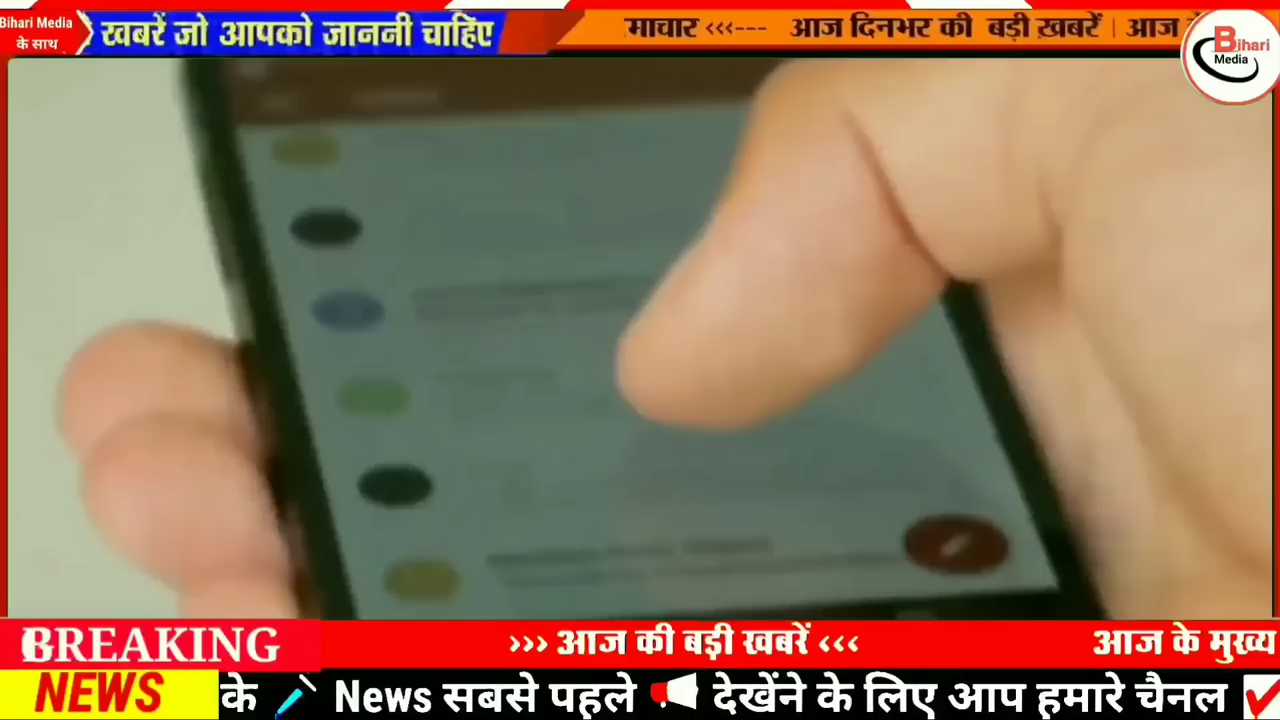 Bihari Media
के साथ
खबरें जो आपको जाननी चाहिए
माचार <<<--- आज दिनभर की बड़ी ख़बरें | आज
Bihari
Media
BREAKING
>>> आज की बड़ी खबरें <<<
आज के मुख्य
NEWS
के News सबसे पहले देखेंने के लिए आप हमारे चैनल